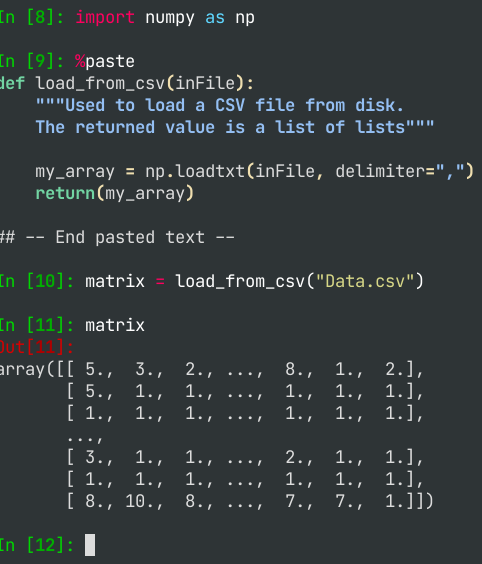 In [8]: import numpy as np
In [9]: %paste
def load_from_csv(inFile):
"""Used to load a CSV file from disk.
The returned value is a list of lists"""
my_array = np.loadtxt(inFile, delimiter=",")
return(my_array)
## -- End pasted text --
In [10]: matrix = load_from_csv("Data.csv")
In [11]: matrix
Out[11]:
array([[ 5., 3., 2., ..., 8., 1., 2.],
[ 5., 1., 1., ..., 1., 1., 1.],
[ 1., 1., 1., ..., 1., 1., 1.],
...,
[ 3., 1., 1., ..., 2., 1., 1.],
[ 1., 1., 1., ..., 1., 1., 1.],
[ 8., 10., 8., ..., 7., 7., 1.]])
In [12]: